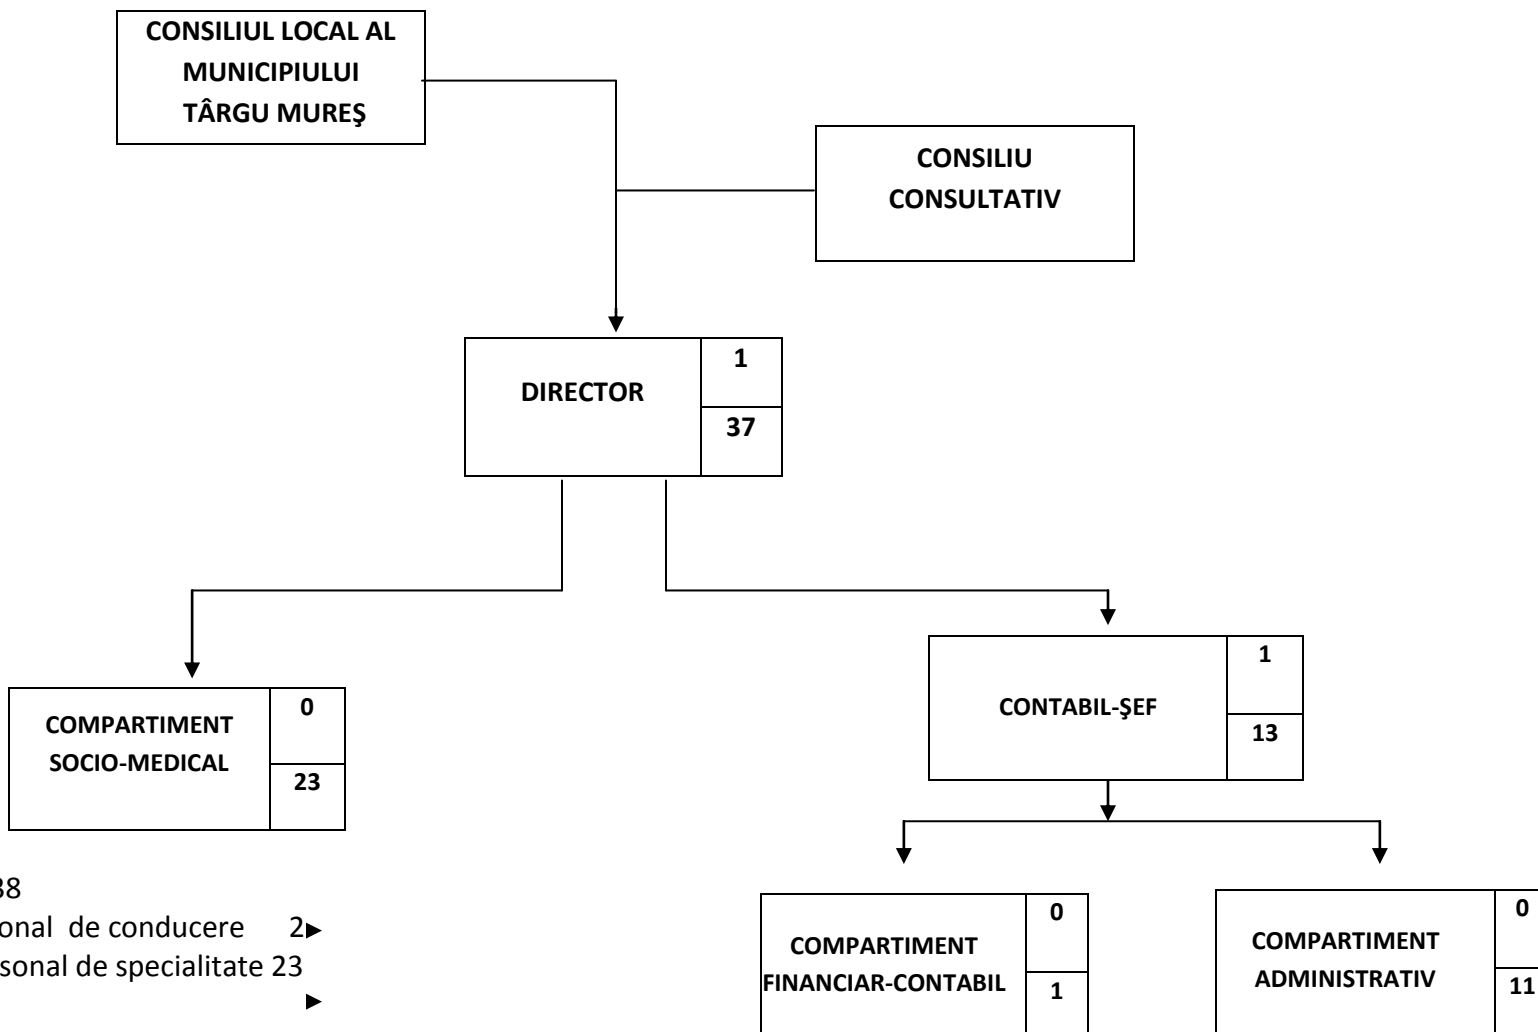 CONSILIUL LOCAL AL
MUNICIPIULUI
TÂRGU MUREŞ
CONSILIU
CONSULTATIV
DIRECTOR
1
37
CONTABIL-ŞEF
1
13
COMPARTIMENT
SOCIO-MEDICAL
0
23
38
onal de conducere 2
sonal de specialitate 23
COMPARTIMENT
FINANCIAR-CONTABIL
0
1
COMPARTIMENT
ADMINISTRATIV
0
11